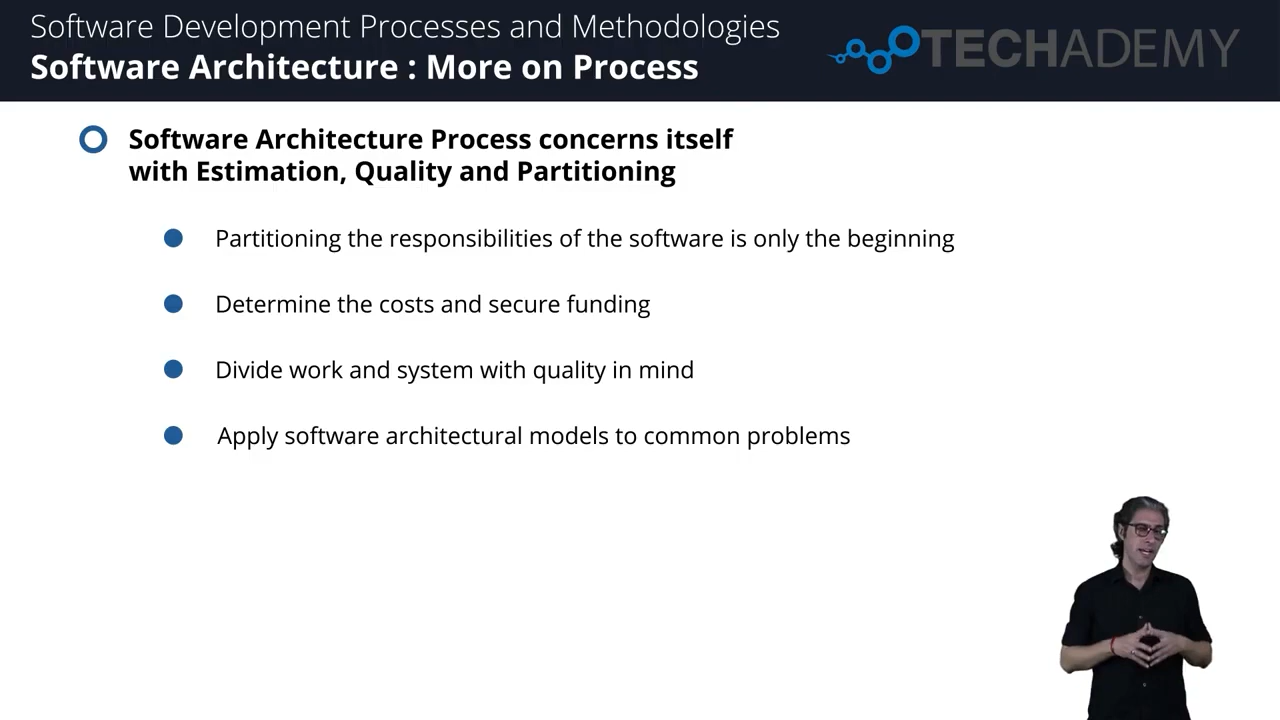 Software Development Processes and Methodologies
Software Architecture : More on Process
TECHADEMY
Software Architecture Process concerns itself
with Estimation, Quality and Partitioning
Partitioning the responsibilities of the software is only the beginning
Determine the costs and secure funding
Divide work and system with quality in mind
Apply software architectural models to common problems